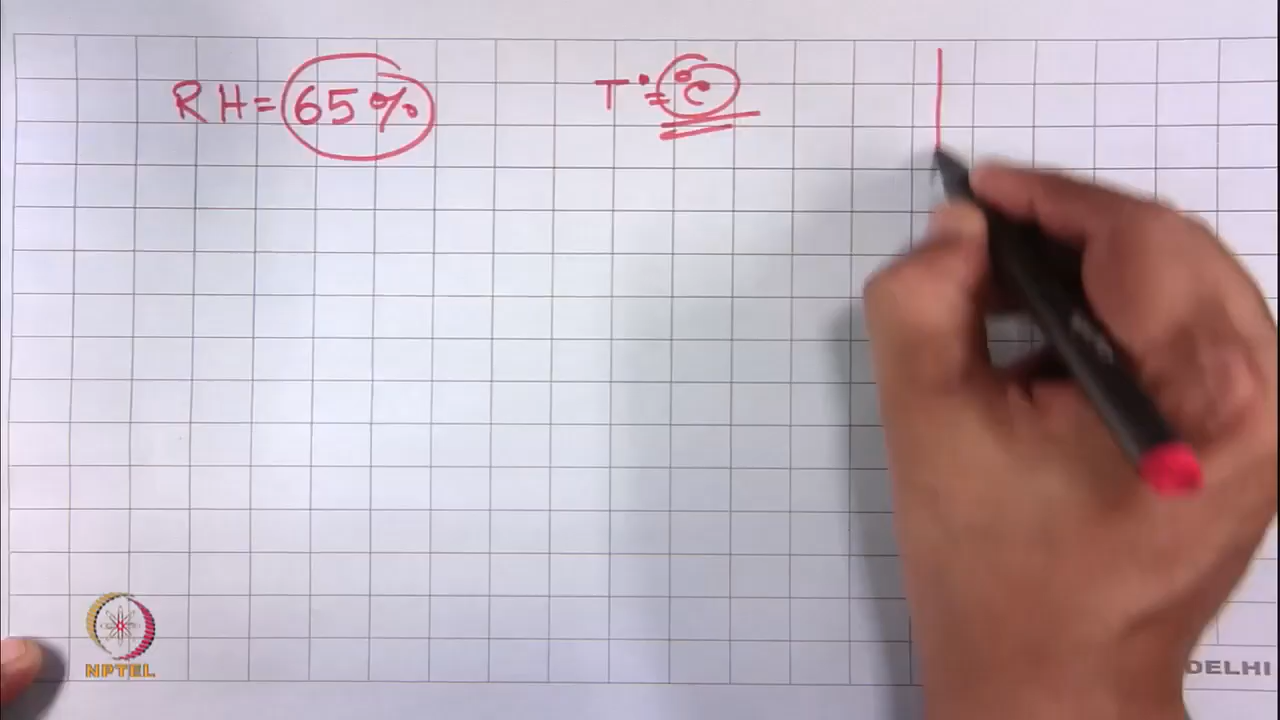 RH = 65% T° = °C
NPTEL
DELHI